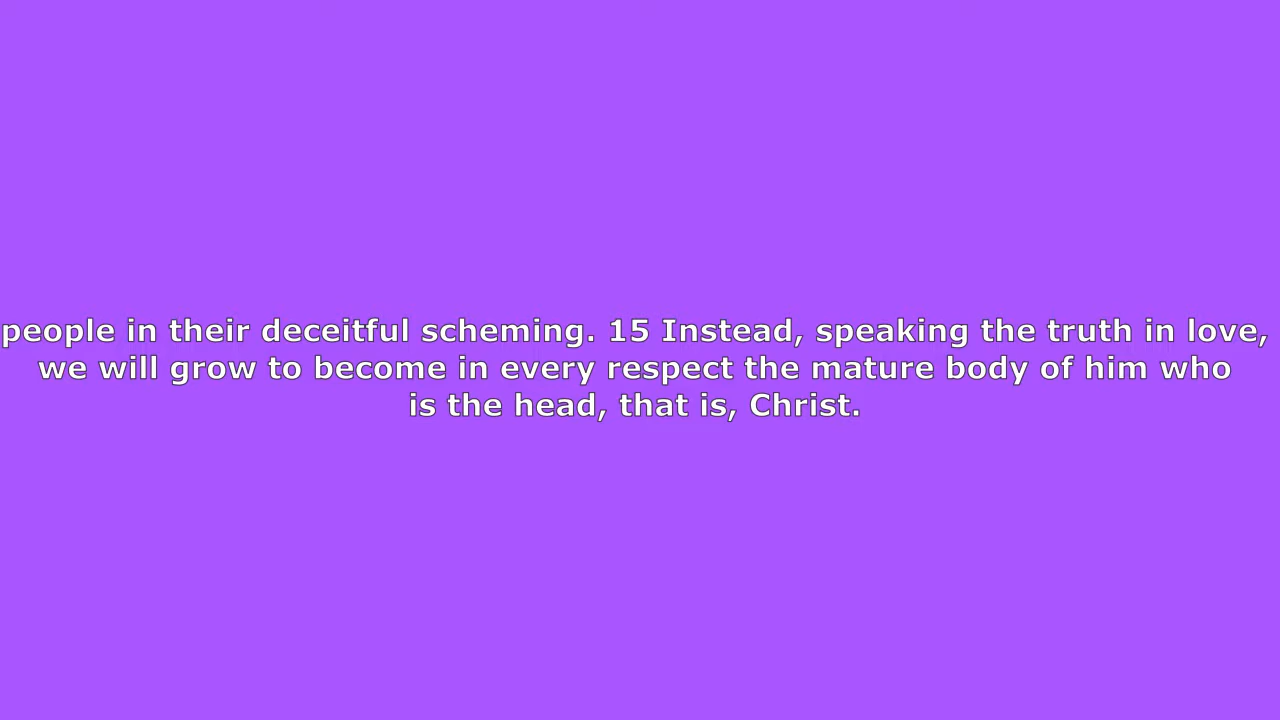 people in their deceitful scheming. 15 Instead, speaking the truth in love,
we will grow to become in every respect the mature body of him who
is the head, that is, Christ.